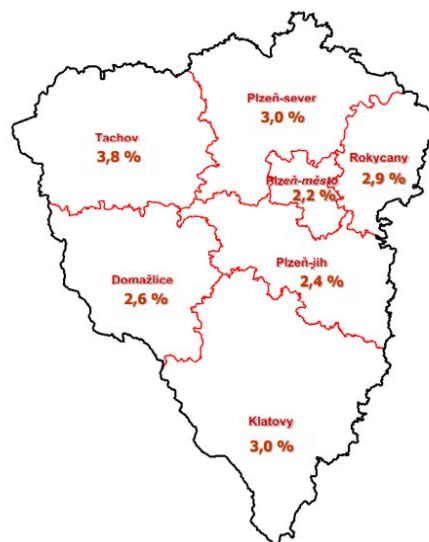 Plzeň-sever
3,0 %
Tachov
3,8 %
Rokycany
2,9 %
Plzeň-město
2,2 %
Plzeň-jih
2,4 %
Domažlice
2,6 %
Klatovy
3,0 %